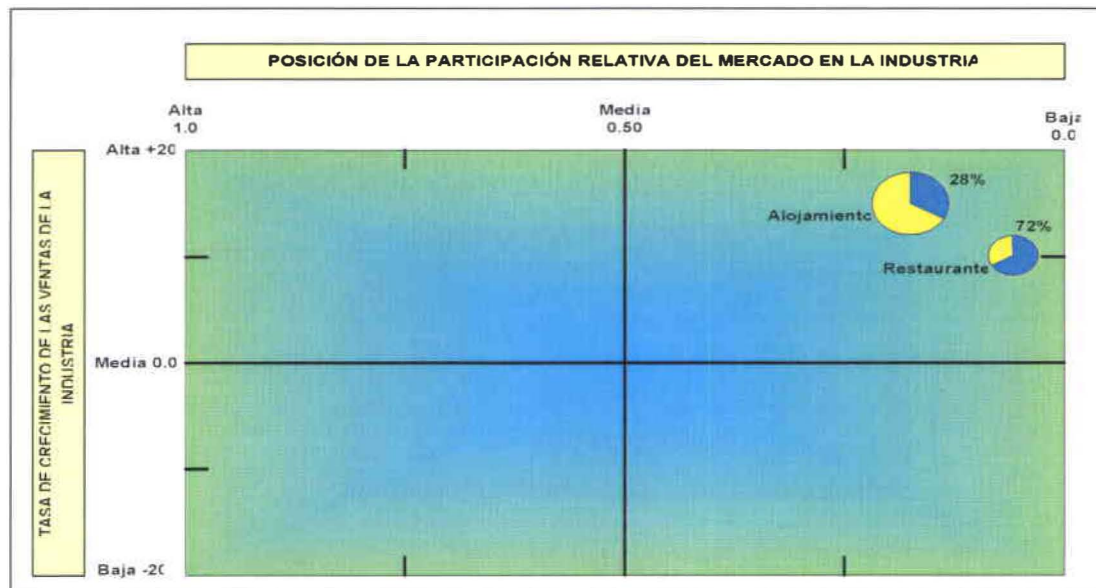 POSICIÓN DE LA PARTICIPACIÓN RELATIVA DEL MERCADO EN LA INDUSTRIA
Alta
1.0
Media
0.50
Baja
0.0
TASA DE CRECIMIENTO DE LAS VENTAS DE LA
INDUSTRIA
Alta +20
Media 0.0
Baja -20
28%
Alojamiento
72%
Restaurante